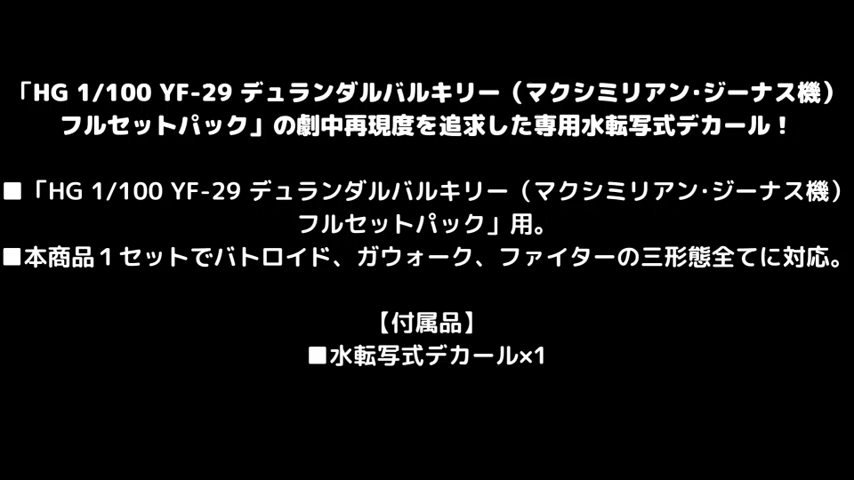 「HG 1/100 YF-29 デュランダルバルキリー（マクシミリアン･ジーナス機）
フルセットパック」の劇中再現度を追求した専用水転写式デカール！
■「HG 1/100 YF-29 デュランダルバルキリー（マクシミリアン･ジーナス機）
フルセットパック」用。
■本商品１セットでバトロイド、ガウォーク、ファイターの三形態全てに対応。
【付属品】
■水転写式デカール×1